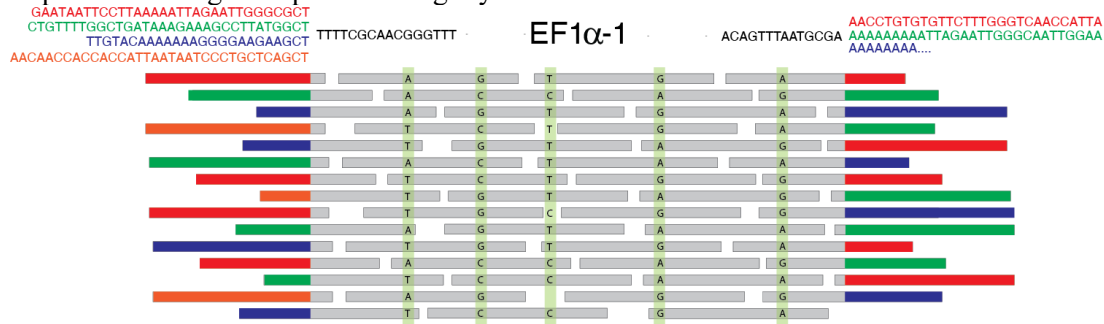 GAATAATTCCTTAAAAATTAGAATTGGGCGCT
CTGTTTTGGCTGATAAAGAAAGCCTTATGGCT
TTGTACAAAAAAAGGGGAAGAAGCT
AACAACCACCACCATTAATAATCCCTGCTCAGCT
TTTTCGCAACGGGTTT
EF1α-1
ACAGTTTAATGCGA
AACCTGTGTGTTCTTTGGGTCAACCATTA
AAAAAAAAATTAGAATTGGGCAATTGGAA
AAAAAAAA....
A G T G A
A C C A G
A G T G A
T C T G A
T G T A G
A C T A A
T C T G G
T G T A G
T G C G G
A G T A A
T G T G A
A C C A G
T C C A A
A G G G
T C C G A